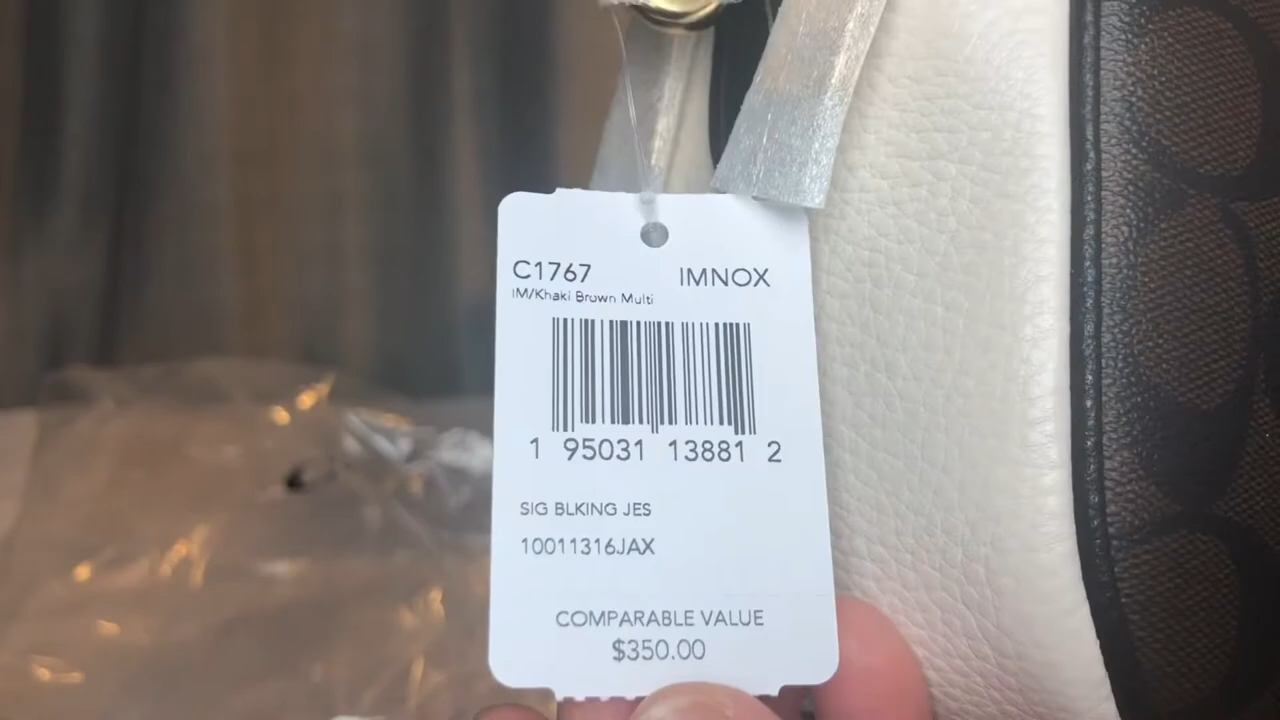 C1767 IMNOX
IM/Khaki Brown Multi
1 95031 13881 2
SIG BLKING JES
10011316JAX
COMPARABLE VALUE
$350.00